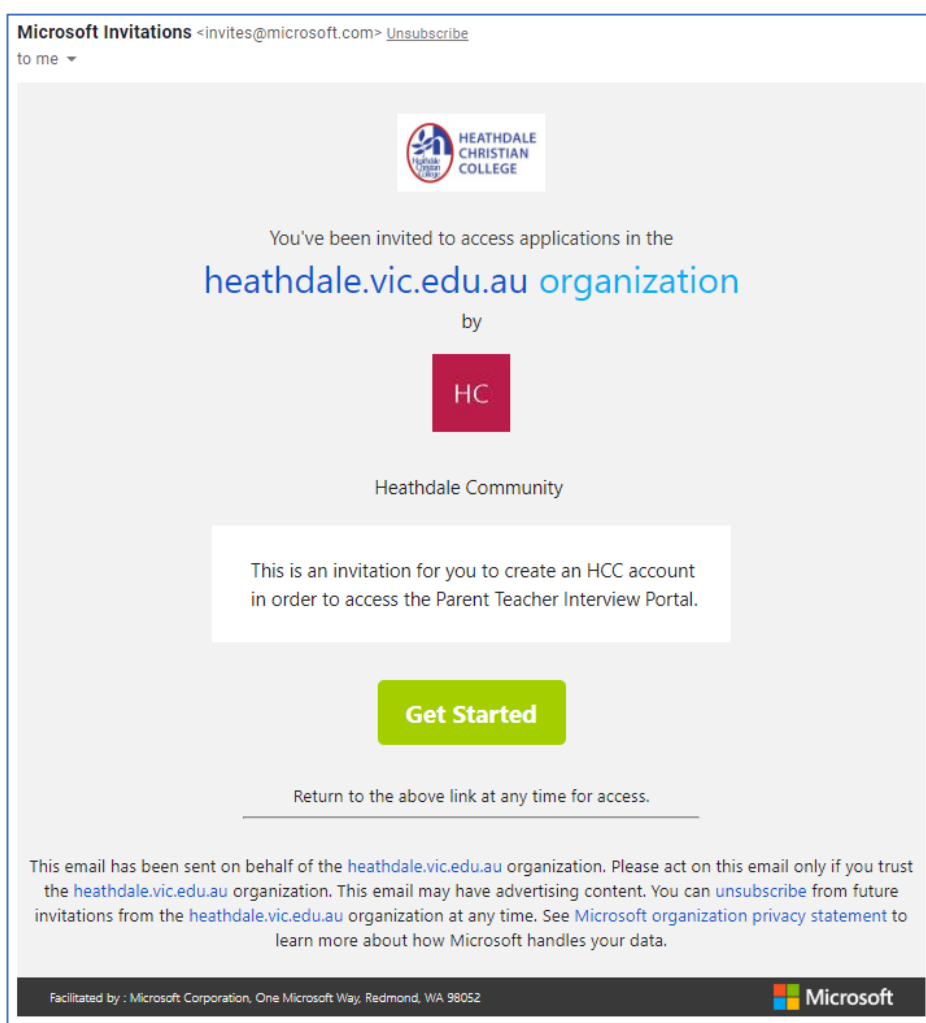 Microsoft Invitations <invites@microsoft.com> Unsubscribe
to me
HEATHDALE
CHRISTIAN
COLLEGE
Heathdale
Christian
College
You've been invited to access applications in the
heathdale.vic.edu.au organization
by
HC
Heathdale Community
This is an invitation for you to create an HCC account
in order to access the Parent Teacher Interview Portal.
Get Started
Return to the above link at any time for access.
This email has been sent on behalf of the heathdale.vic.edu.au organization. Please act on this email only if you trust
the heathdale.vic.edu.au organization. This email may have advertising content. You can unsubscribe from future
invitations from the heathdale.vic.edu.au organization at any time. See Microsoft organization privacy statement to
learn more about how Microsoft handles your data.
Facilitated by : Microsoft Corporation, One Microsoft Way, Redmond, WA 98052
Microsoft